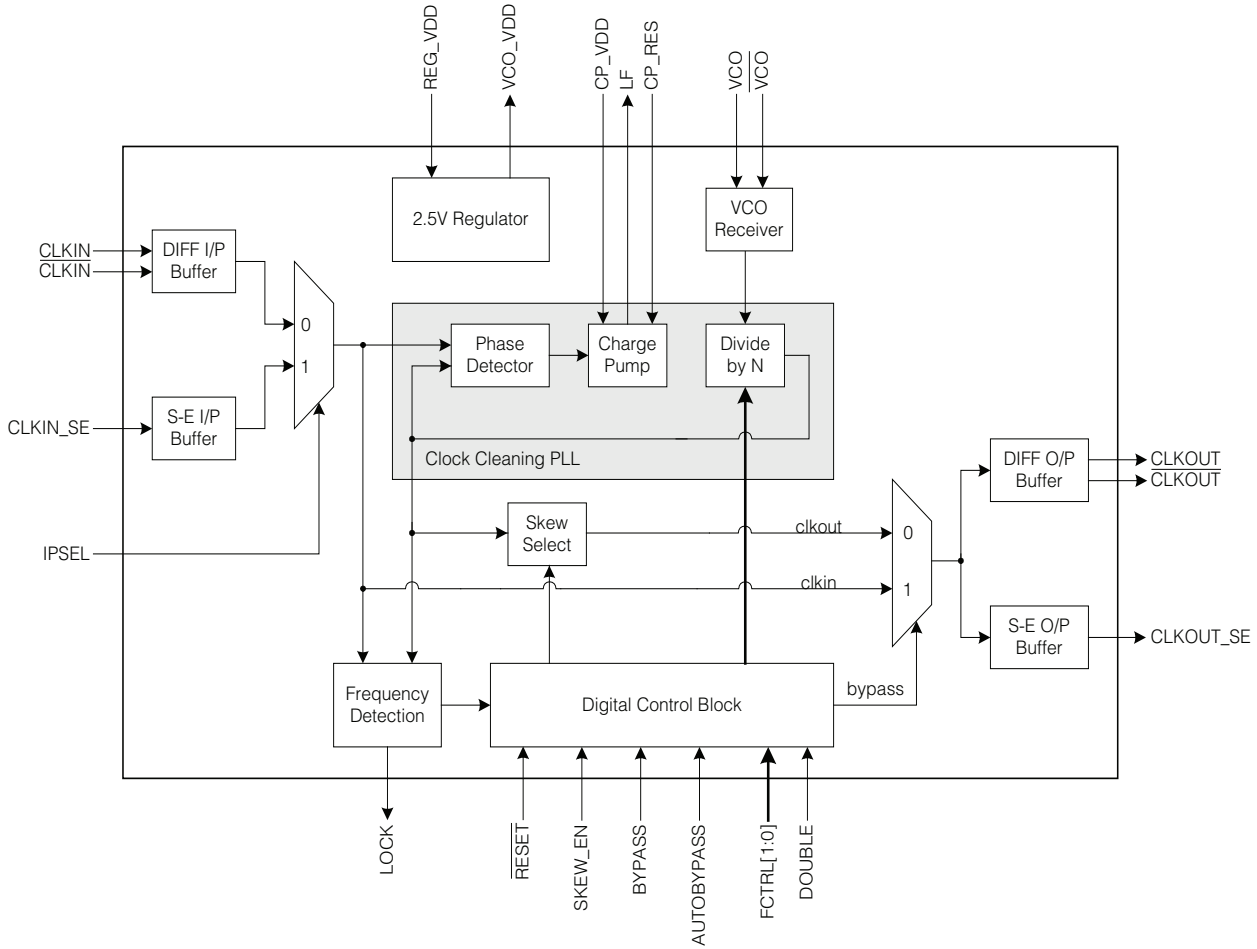 REG_VDD
VCO_VDD
CP_VDD
LF
CP_RES
VCO
VCO
2.5V Regulator
VCO
Receiver
CLKIN
CLKIN
DIFF I/P
Buffer
0
1
Phase
Detector
Charge
Pump
Divide
by N
CLKIN_SE
S-E I/P
Buffer
Clock Cleaning PLL
DIFF O/P
Buffer
CLKOUT
CLKOUT
IPSEL
Skew
Select
clkout
0
clkin
1
S-E O/P
Buffer
CLKOUT_SE
Frequency
Detection
Digital Control Block
bypass
LOCK
RESET
SKEW_EN
BYPASS
AUTOBYPASS
FCTRL[1:0]
DOUBLE